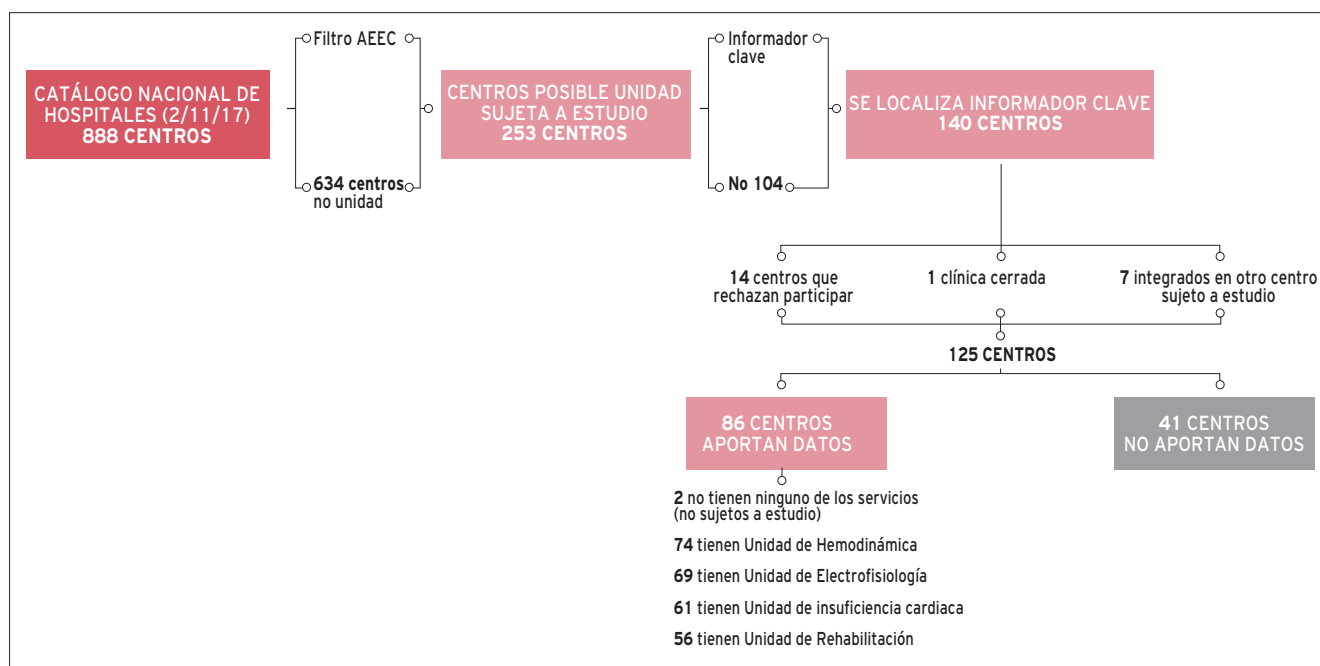 Filtro AEEC
Informador
clave
CATÁLOGO NACIONAL DE
HOSPITALES (2/11/17)
888 CENTROS
CENTROS POSIBLE UNIDAD
SUJETA A ESTUDIO
253 CENTROS
SE LOCALIZA INFORMADOR CLAVE
140 CENTROS
634 centros
no unidad
No 104
14 centros que
rechazan participar
1 clínica cerrada
7 integrados en otro centro
sujeto a estudio
125 CENTROS
86 CENTROS
APORTAN DATOS
41 CENTROS
NO APORTAN DATOS
2 no tienen ninguno de los servicios
(no sujetos a estudio)
74 tienen Unidad de Hemodinámica
69 tienen Unidad de Electrofisiología
61 tienen Unidad de insuficiencia cardiaca
56 tienen Unidad de Rehabilitación